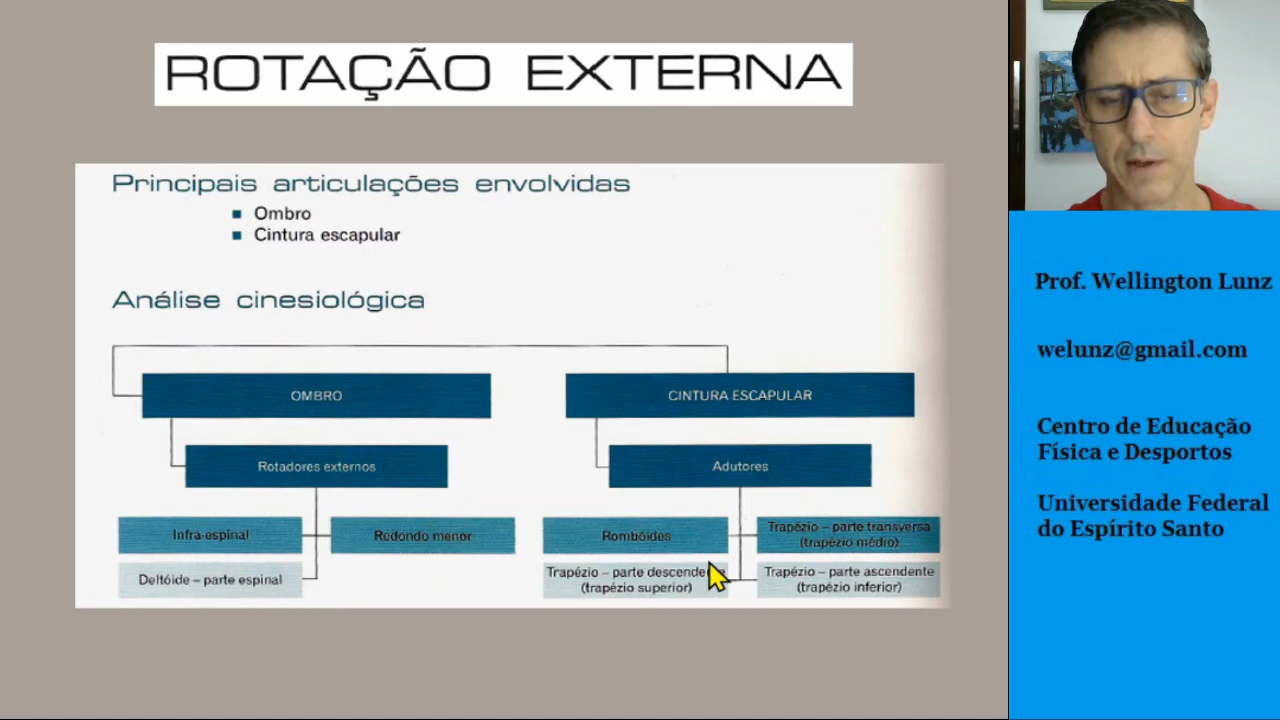 ROTAÇÃO EXTERNA
Principais articulações envolvidas
Ombro
Cintura escapular
Análise cinesiológica
OMBRO
CINTURA ESCAPULAR
Rotadores externos
Adutores
Infra-espinal
Redondo menor
Rombóides
Trapézio – parte transversa
(trapézio médio)
Deltóide – parte espinal
Trapézio – parte
(trapézio superior)
Trapézio – parte ascendente
(trapézio inferior)
Prof. Wellington Lunz
welunz@gmail.com
Centro de Educação
Física e Desportos
Universidade Federal
do Espírito Santo